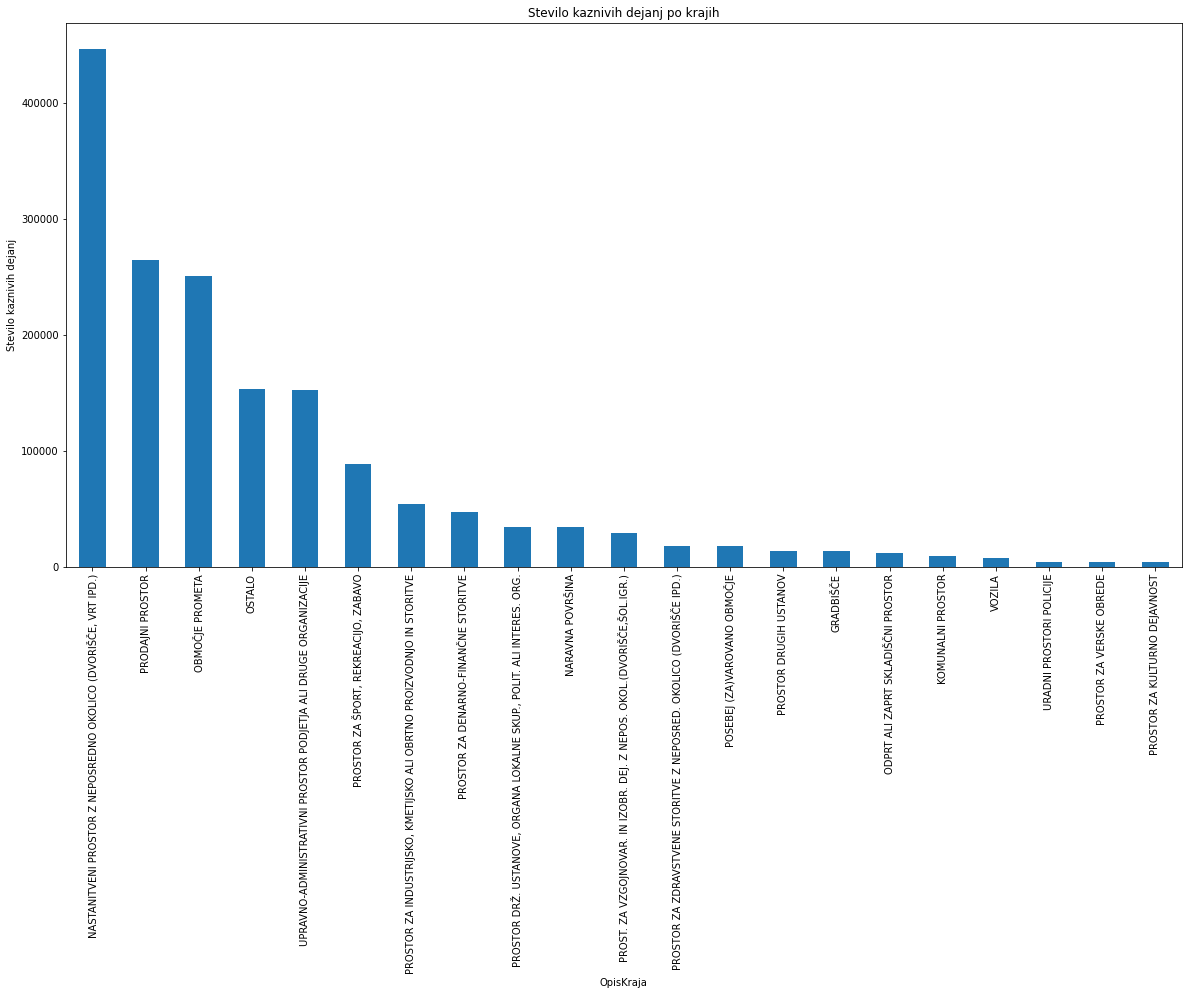 Stevilo kaznivih dejanj po krajih
Stevilo kaznivih dejanj
400000
300000
200000
100000
0
NASTANITVENI PROSTOR Z NEPOSREDNO OKOLICO (DVORIŠČE, VRT IPD.)
PRODAJNI PROSTOR
OBMOČJE PROMETA
OSTALO
UPRAVNO-ADMINISTRATIVNI PROSTOR PODJETJA ALI DRUGE ORGANIZACIJE
PROSTOR ZA ŠPORT, REKREACIJO, ZABAVO
PROSTOR ZA INDUSTRIJSKO, KMETIJSKO ALI OBRTNO PROIZVODNJO IN STORITVE
PROSTOR ZA DENARNO-FINANČNE STORITVE
PROSTOR DRŽ. USTANOVE, ORGANA LOKALNE SKUP., POLIT. ALI INTERES. ORG.
NARAVNA POVRŠINA
PROST. ZA VZGOJNOVAR. IN IZOBR. DEJ. Z NEPOS. OKOL.(DVORIŠČE,ŠOL.IGR.)
PROSTOR ZA ZDRAVSTVENE STORITVE Z NEPOSRED. OKOLICO (DVORIŠČE IPD.)
POSEBEJ (ZA)VAROVANO OBMOČJE
PROSTOR DRUGIH USTANOV
GRADBIŠČE
ODPRT ALI ZAPRT SKLADIŠČNI PROSTOR
KOMUNALNI PROSTOR
VOZILA
URADNI PROSTORI POLICIJE
PROSTOR ZA VERSKE OBREDE
PROSTOR ZA KULTURNO DEJAVNOST
OpisKraja